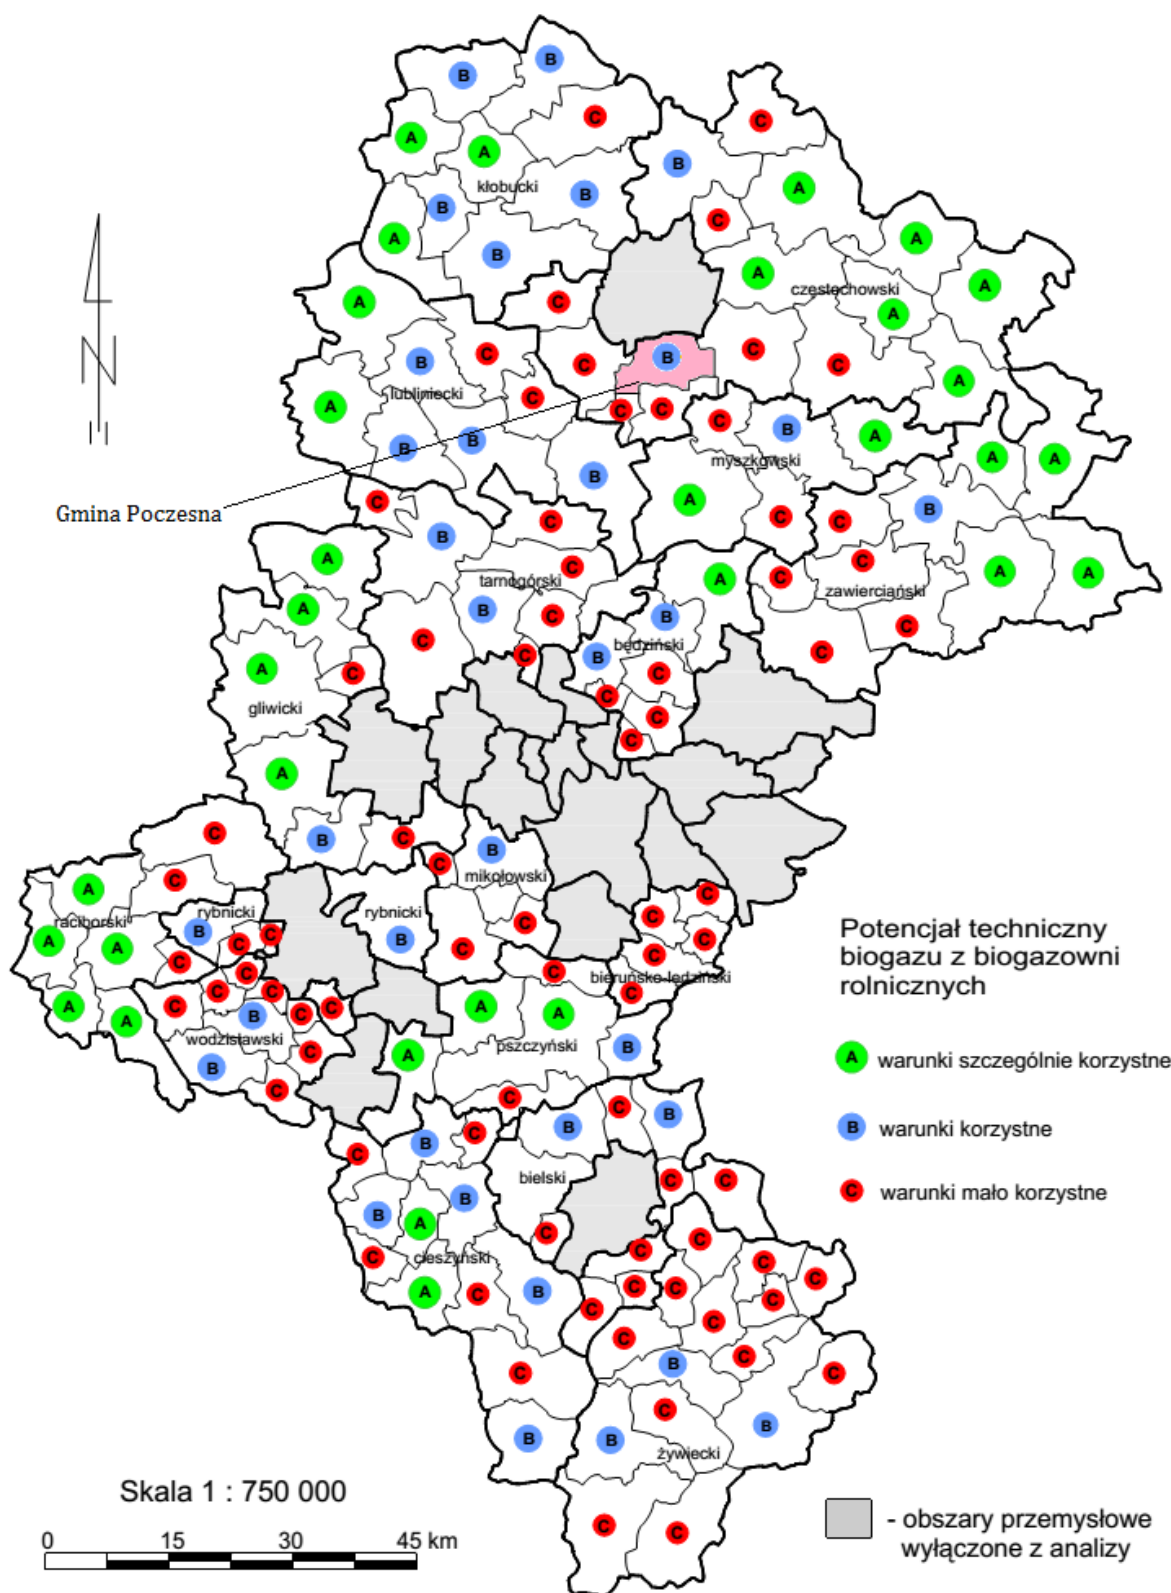 B
B
C
C
A
A
B
A
kłobucki
B
B
C
A
B
A
A
B
A
częstochowski
A
A
C
A
B
C
C
B
C
C
A
lubliniecki
A
C
C
C
C
B
A
B
B
myszkowski
A
A
B
Gmina Poczesna
C
A
C
B
B
C
C
A
C
C
zawierciański
A
A
tarnogórski
C
A
C
A
B
C
B
C
C
będziński
C
B
C
A
C
C
gliwicki
C
C
A
C
B
C
B
C
mikołowski
A
C
raciborski
rybnicki
rybnicki
C
C
C
B
C
C
B
C
C
A
A
C
C
C
bieruńsko-lędziński
C
C
C
C
A
C
B
C
C
A
A
A
wodzisławski
pszczyński
C
A
B
B
C
C
C
B
B
B
C
C
bielski
C
C
B
B
A
C
cieszyński
C
C
C
C
C
A
C
B
C
C
C
C
C
C
C
B
C
C
C
C
B
B
B
żywiecki
C
C
Potencjał techniczny
biogazu z biogazowni
rolnicznych
A warunki szczególnie korzystne
B warunki korzystne
C warunki mało korzystne
Skala 1 : 750 000
0 15 30 45 km
- obszary przemysłowe
wyłączone z analizy
N